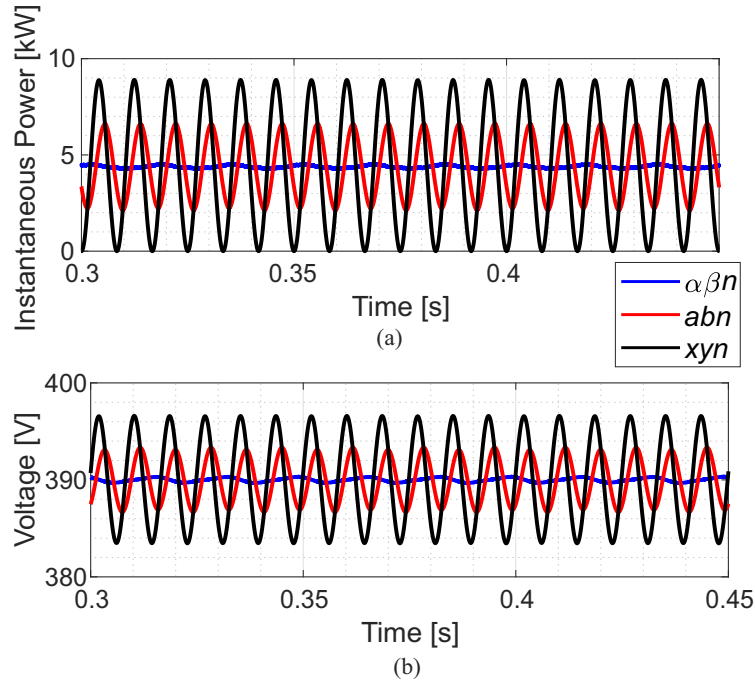 Instantaneous Power [kW]
10
5
0
0.3
0.35
0.4
Time [s]
(a)
αβn
abn
xyn
Voltage [V]
400
390
380
0.3
0.35
0.4
0.45
Time [s]
(b)